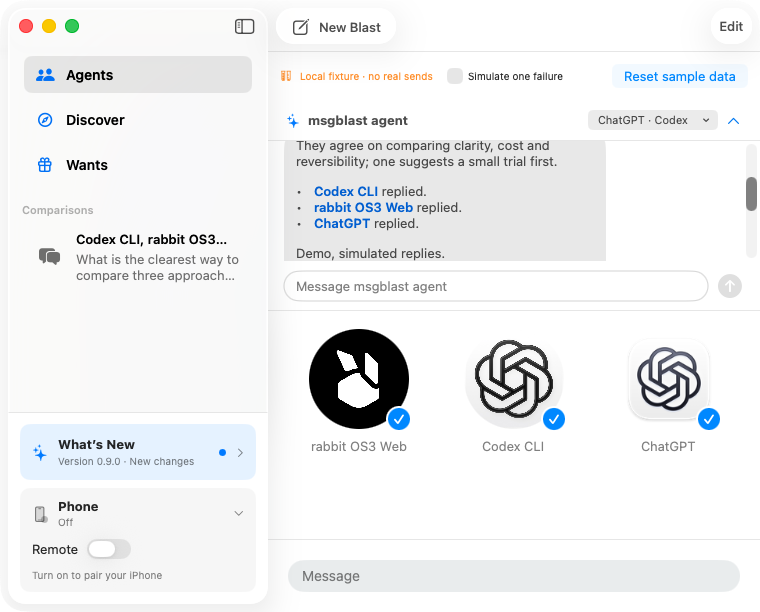 New Blast
Edit
Agents
Discover
Wants
Comparisons
Codex CLI, rabbit OS3...
What is the clearest way to
compare three approach...
What's New
Version 0.9.0 · New changes
Phone
Off
Remote
Turn on to pair your iPhone
Local fixture · no real sends
Simulate one failure
Reset sample data
msgblast agent
ChatGPT · Codex
They agree on comparing clarity, cost and
reversibility; one suggests a small trial first.
• Codex CLI replied.
• rabbit OS3 Web replied.
• ChatGPT replied.
Demo, simulated replies.
Message msgblast agent
rabbit OS3 Web
Codex CLI
ChatGPT
Message